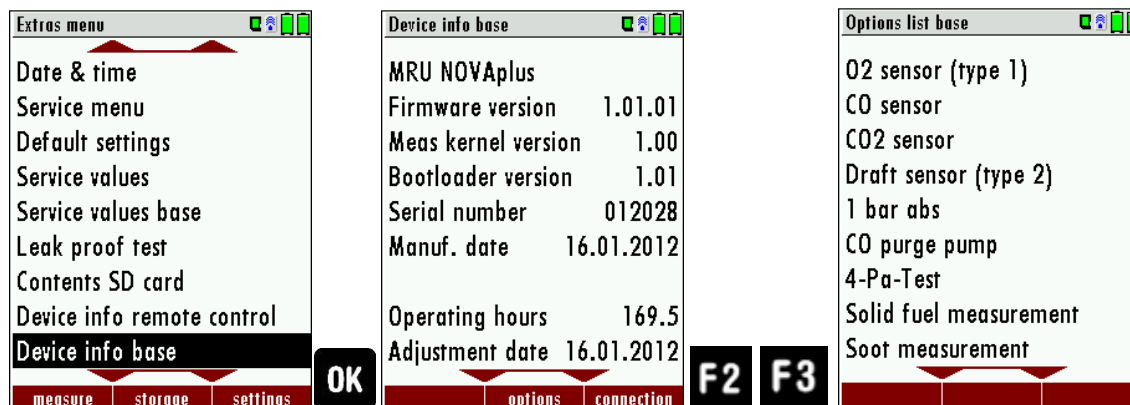 Extras menu
Date & time
Service menu
Default settings
Service values
Service values base
Leak proof test
Contents SD card
Device info remote control
Device info base
measure storage settings
OK
Device info base
MRU NOVAplus
Firmware version 1.01.01
Meas kernel version 1.00
Bootloader version 1.01
Serial number 012028
Manuf. date 16.01.2012
Operating hours 169.5
Adjustment date 16.01.2012
options connection
F2 F3
Options list base
O2 sensor (type 1)
CO sensor
CO2 sensor
Draft sensor (type 2)
1 bar abs
CO purge pump
4-Pa-Test
Solid fuel measurement
Soot measurement